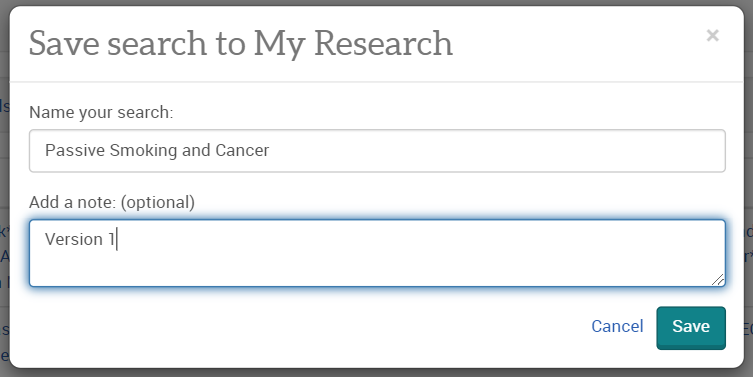 Save search to My Research
×
Name your search:
Passive Smoking and Cancer
Add a note: (optional)
Version 1
Cancel Save